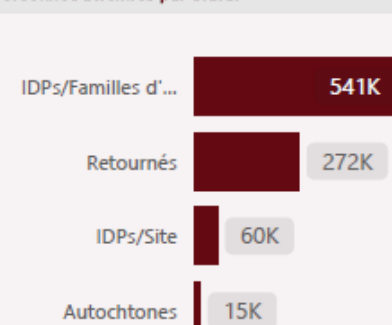 IDPs/Familles d'... 541K
Retournés 272K
IDPs/Site 60K
Autochtones 15K